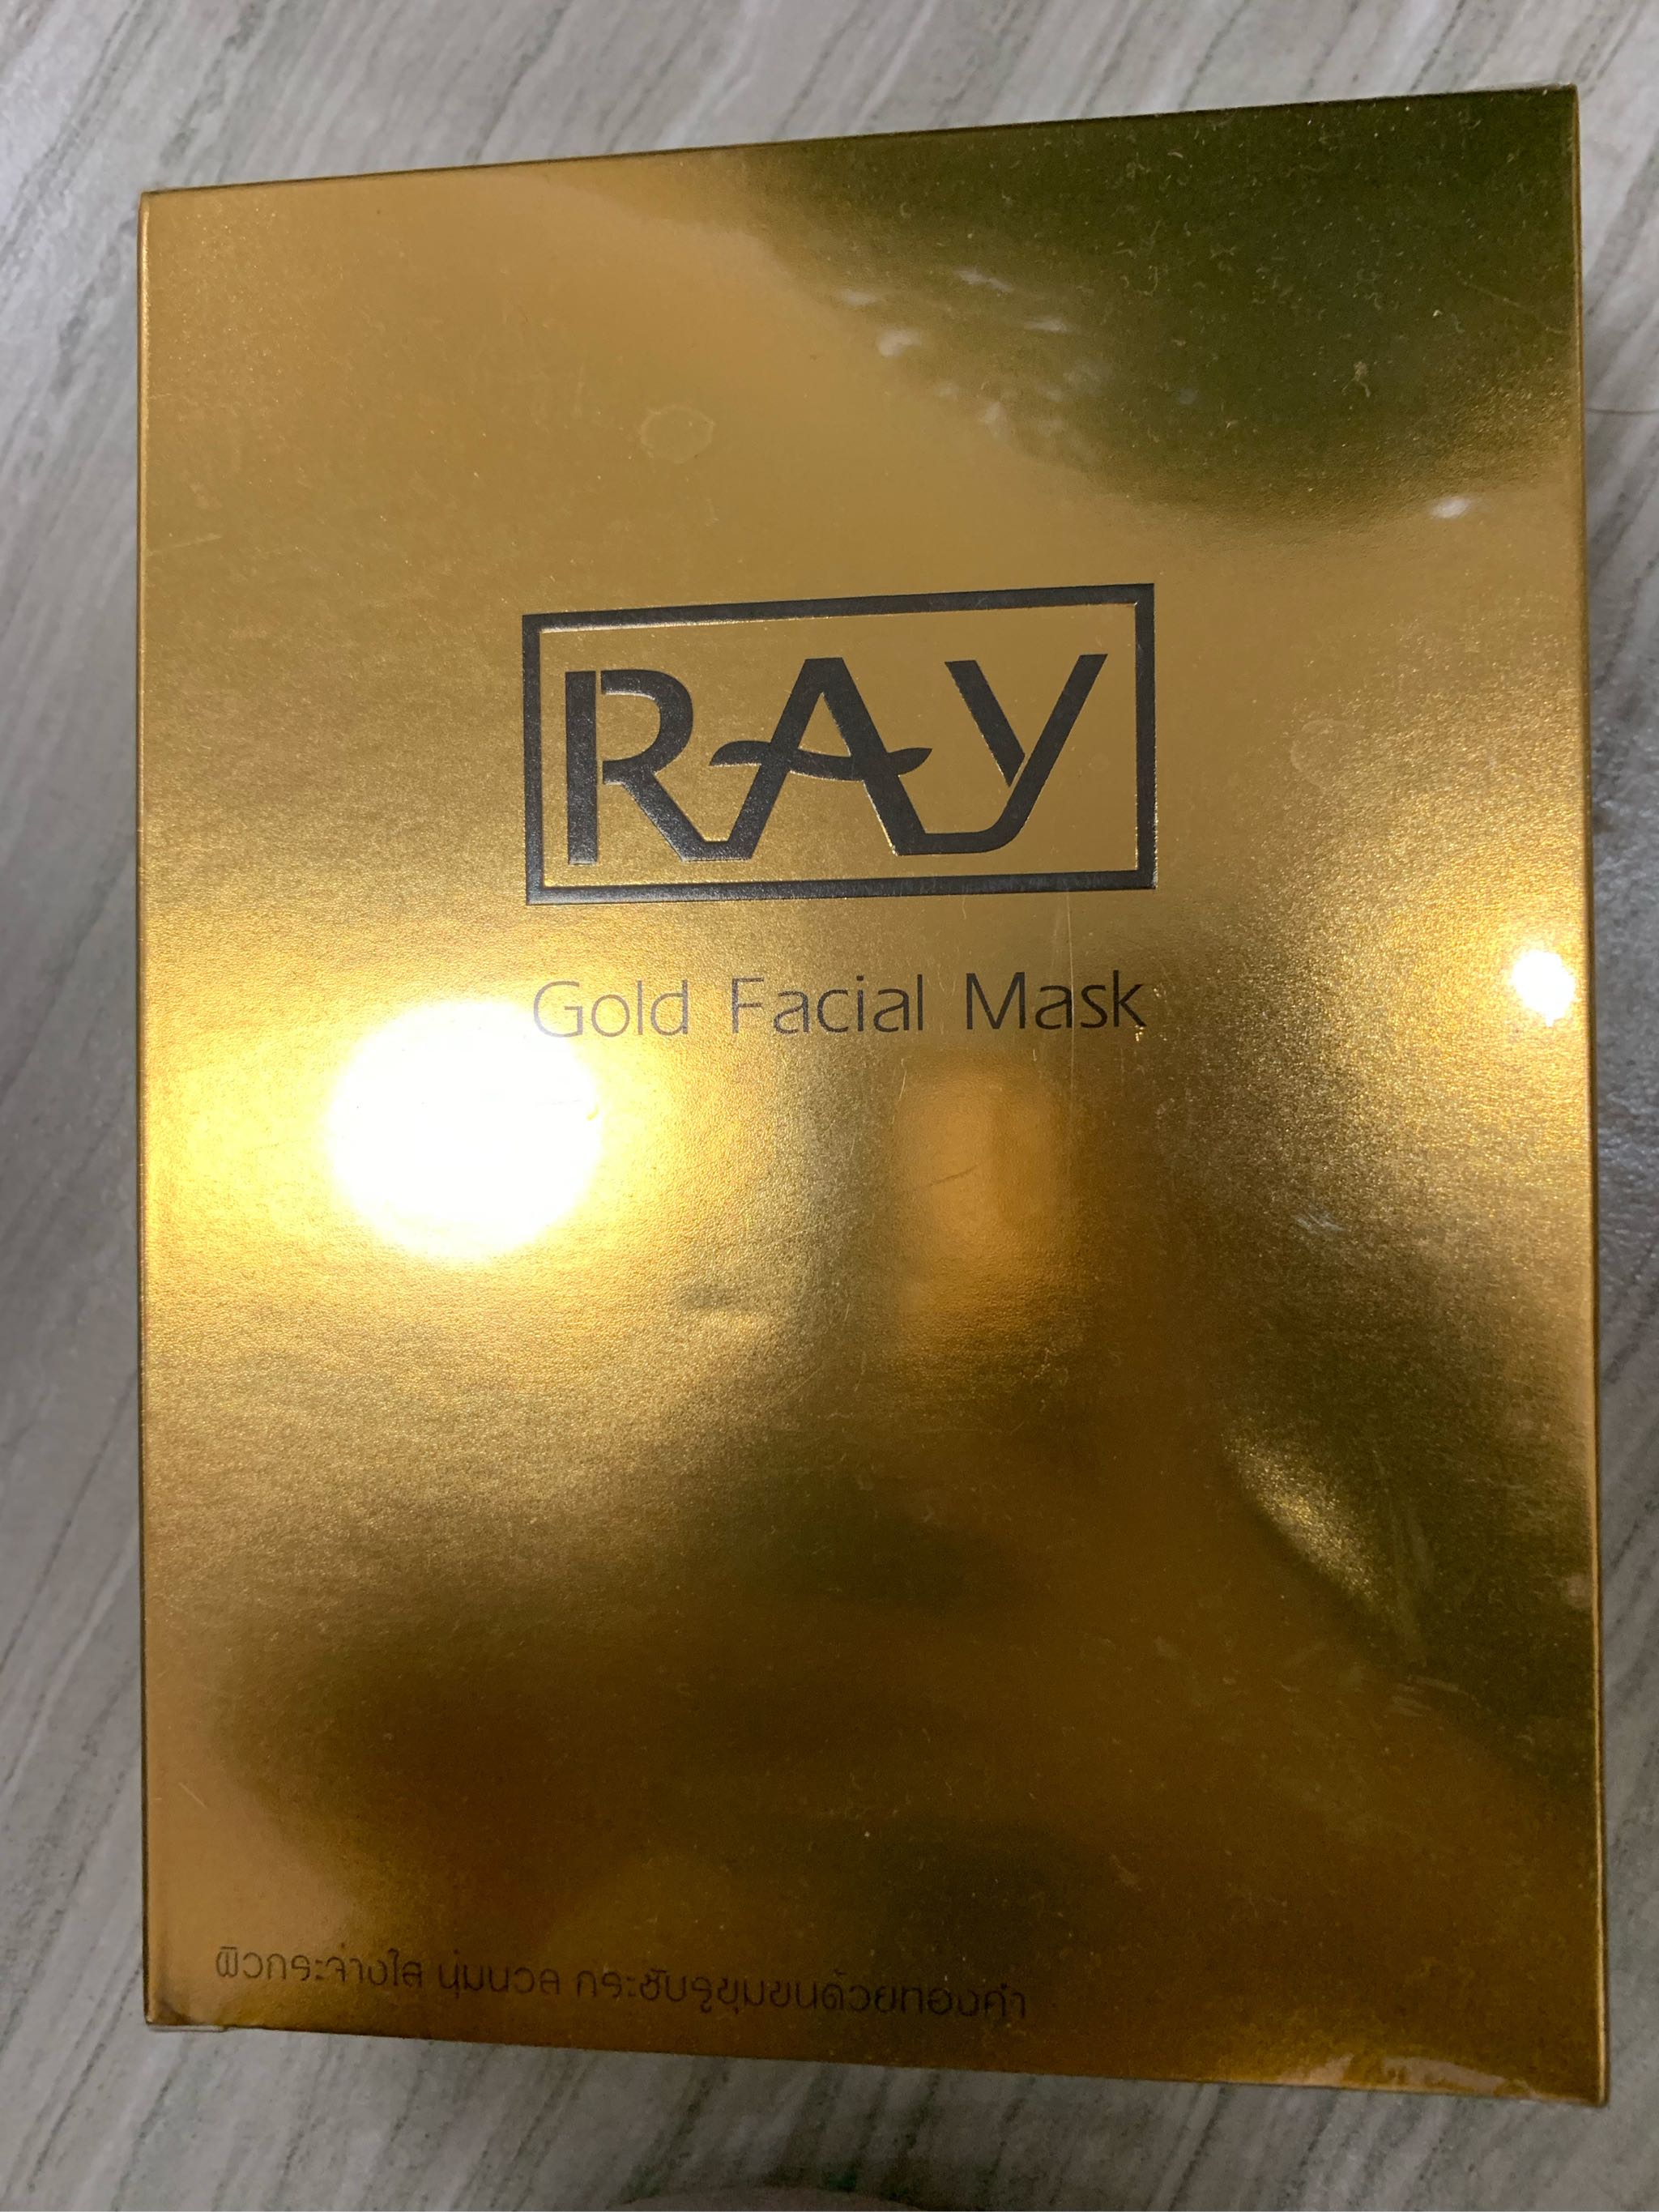 RAY
Gold Facial Mask
ผิวกระจ่างใส นุ่มนวล กระชับรูขุมขนด้วยทองคำ